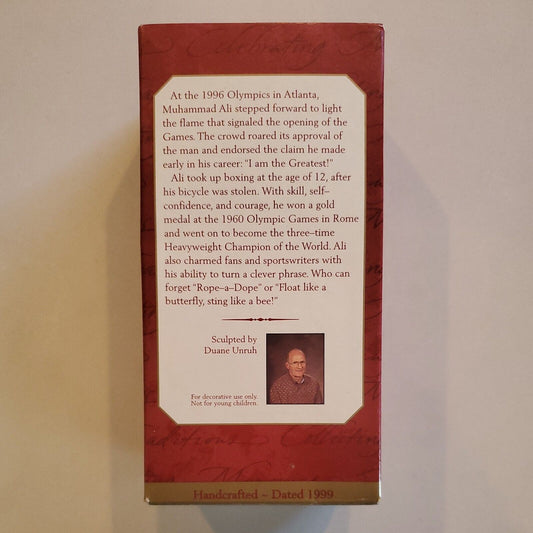 Celebrating
At the 1996 Olympics in Atlanta,
Muhammad Ali stepped forward to light
the flame that signaled the opening of the
Games. The crowd roared its approval of
the man and endorsed the claim he made
early in his career: “I am the Greatest!”
Ali took up boxing at the age of 12, after
his bicycle was stolen. With skill, self–
confidence, and courage, he won a gold
medal at the 1960 Olympic Games in Rome
and went on to become the three–time
Heavyweight Champion of the World. Ali
also charmed fans and sportswriters with
his ability to turn a clever phrase. Who can
forget “Rope–a–Dope” or “Float like a
butterfly, sting like a bee!”
Sculpted by
Duane Unruh
For decorative use only.
Not for young children.
Handcrafted ~ Dated 1999